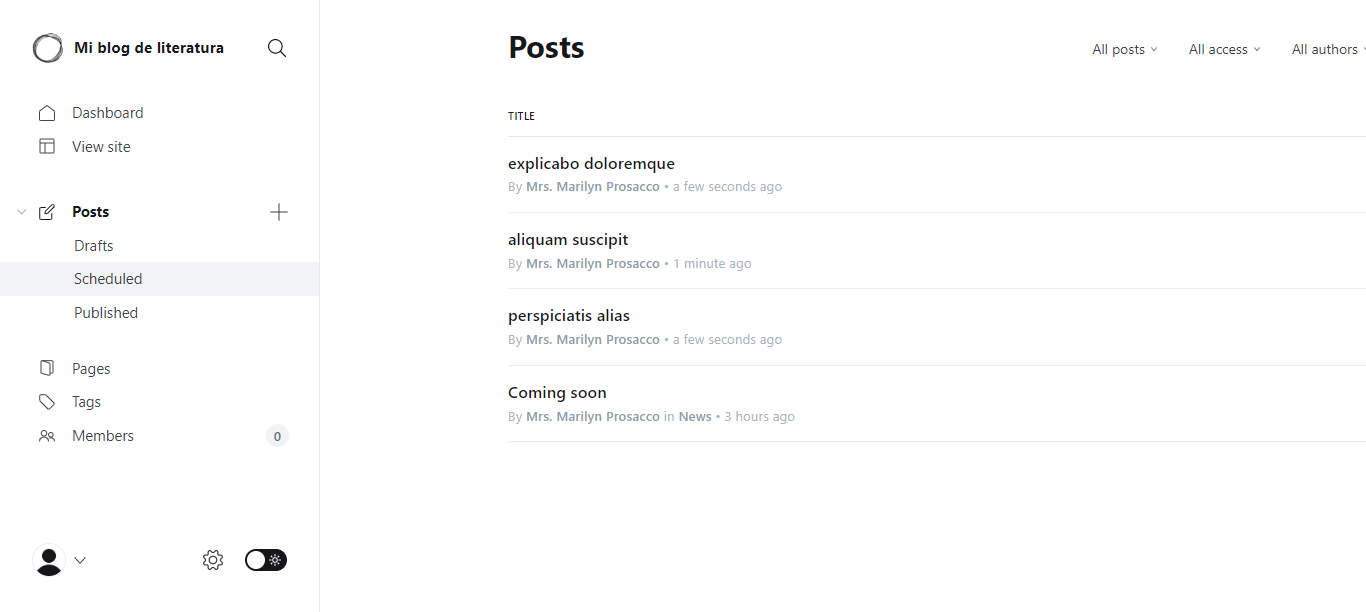 Mi blog de literatura
Dashboard
View site
Posts
Drafts
Scheduled
Published
Pages
Tags
Members 0
Posts
All posts All access All authors
TITLE
explicabo doloremque
By Mrs. Marilyn Prosacco • a few seconds ago
aliquam suscipit
By Mrs. Marilyn Prosacco • 1 minute ago
perspiciatis alias
By Mrs. Marilyn Prosacco • a few seconds ago
Coming soon
By Mrs. Marilyn Prosacco in News • 3 hours ago